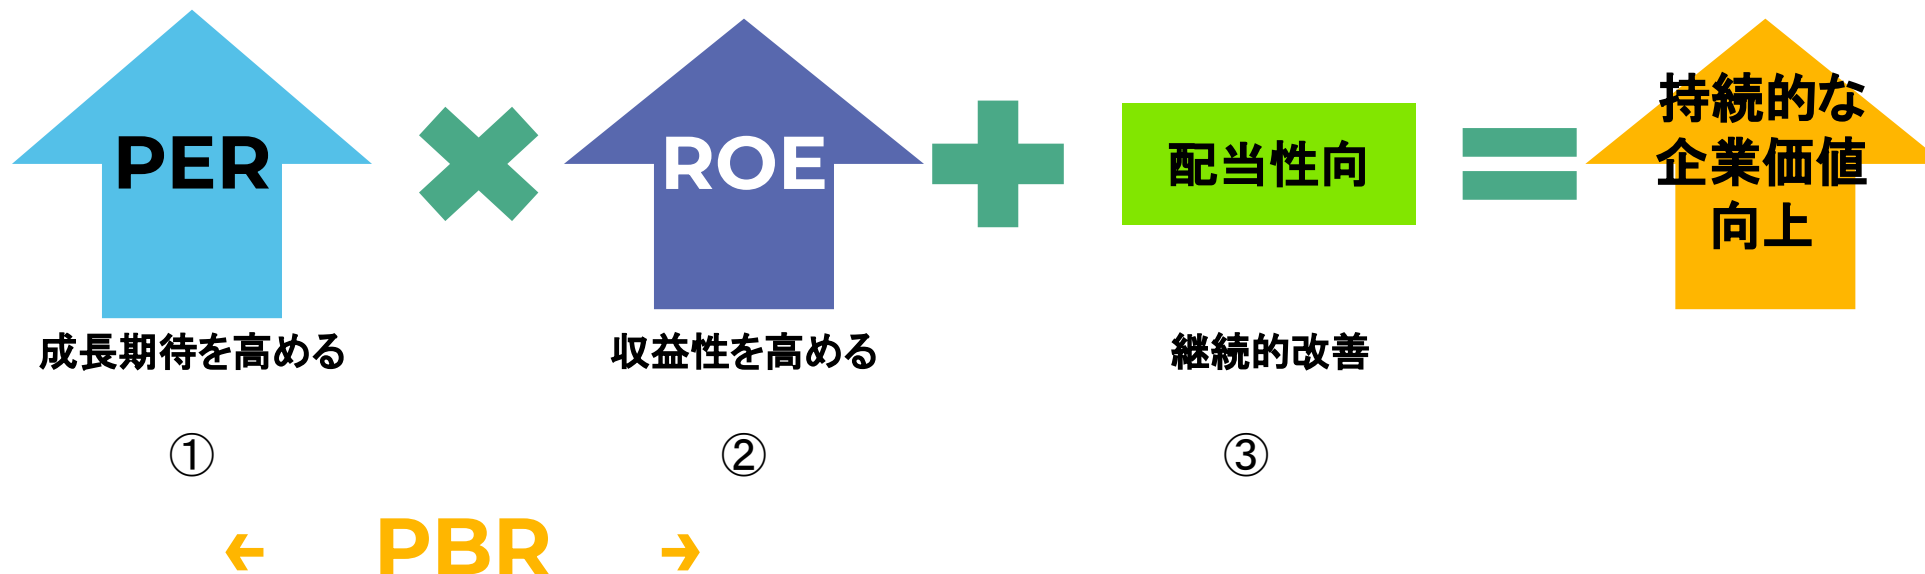 PER
ROE
配当性向
持続的な
企業価値
向上
成長期待を高める
収益性を高める
継続的改善
①
②
③
← PBR →